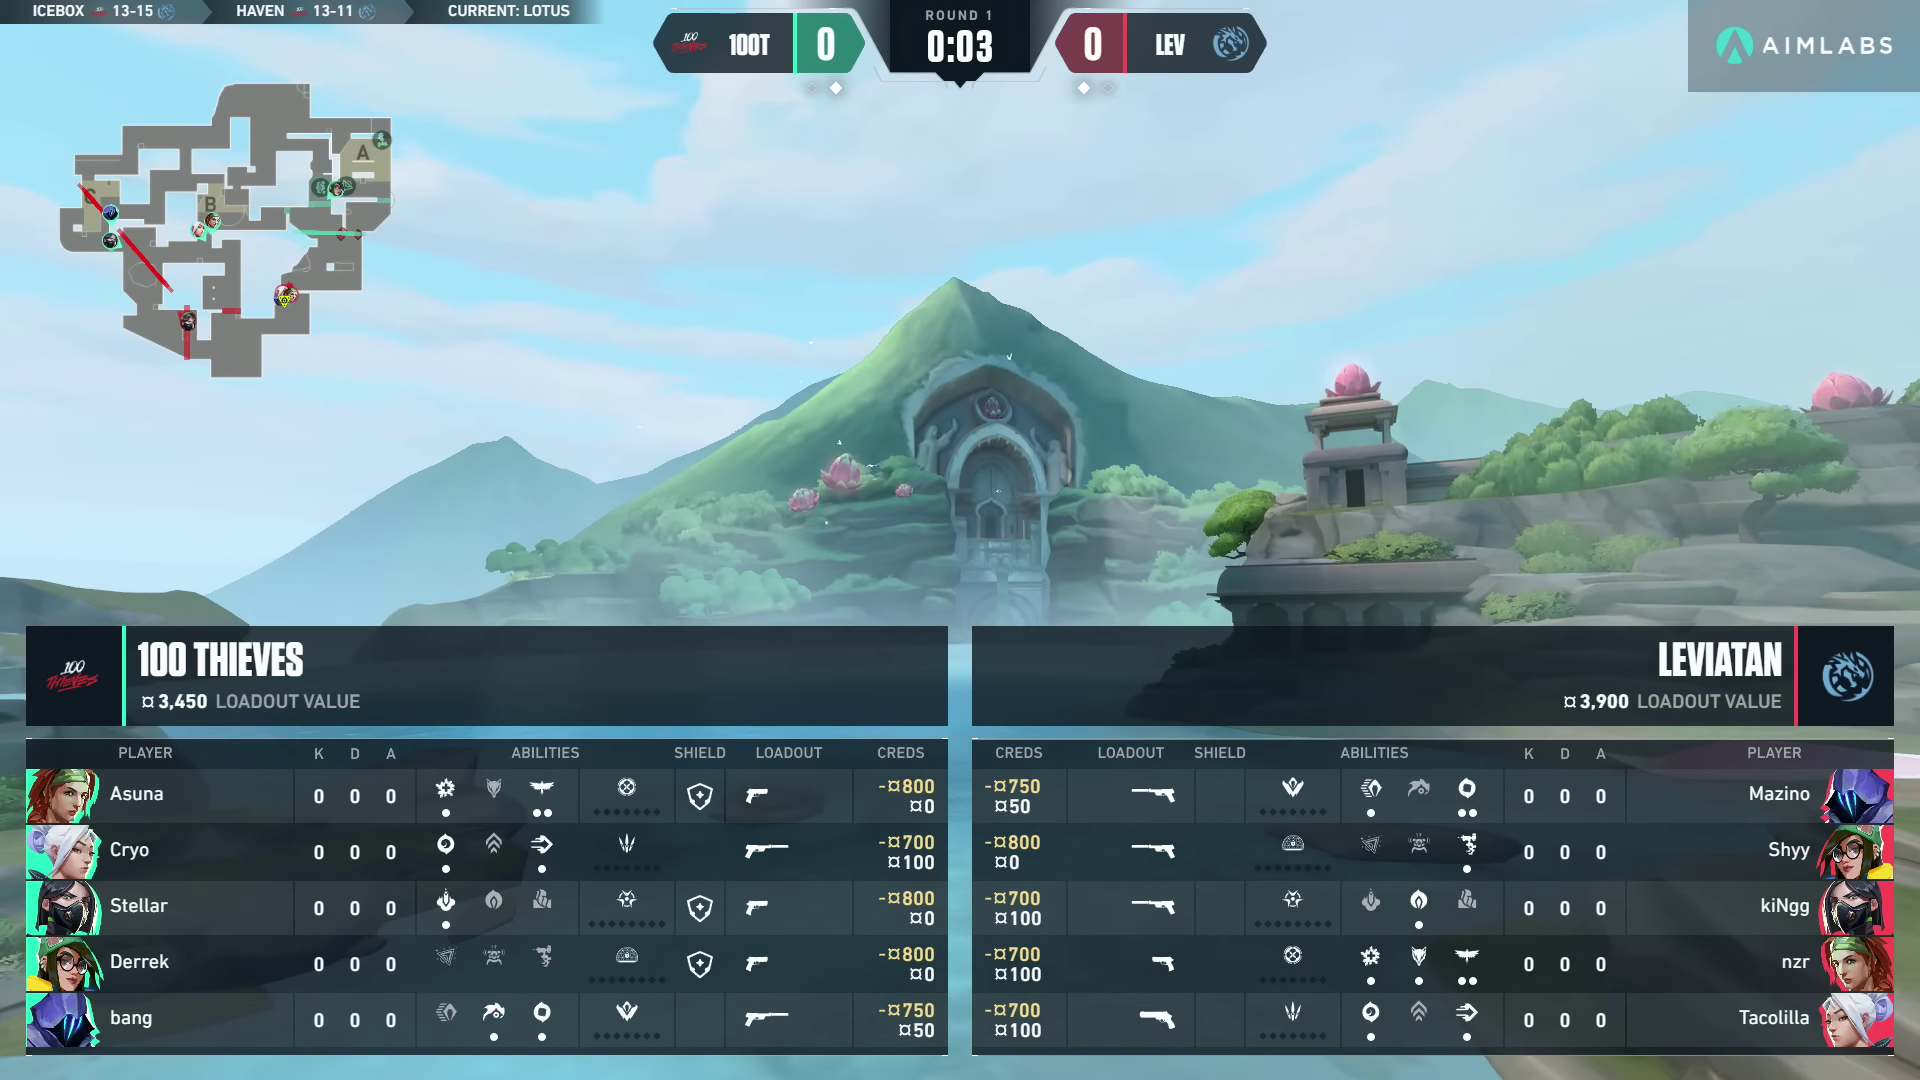 ICEBOX 13-15 HAVEN 13-11 CURRENT: LOTUS
100 THIEVES 100T 0
ROUND 1
0:03
0 LEV
AIMLABS
A
B
C
100 THIEVES 100 THIEVES
¤ 3,450 LOADOUT VALUE
PLAYER K D A ABILITIES SHIELD LOADOUT CREDS
Asuna 0 0 0 -¤800
¤0
Cryo 0 0 0 -¤700
¤100
Stellar 0 0 0 -¤800
¤0
Derrek 0 0 0 -¤800
¤0
bang 0 0 0 -¤750
¤50
LEVIATAN
¤ 3,900 LOADOUT VALUE
CREDS LOADOUT SHIELD ABILITIES K D A PLAYER
-¤750 0 0 0 Mazino
¤50
-¤800 0 0 0 Shyy
¤0
-¤700 0 0 0 kiNgg
¤100
-¤700 0 0 0 nzr
¤100
-¤700 0 0 0 Tacolilla
¤100